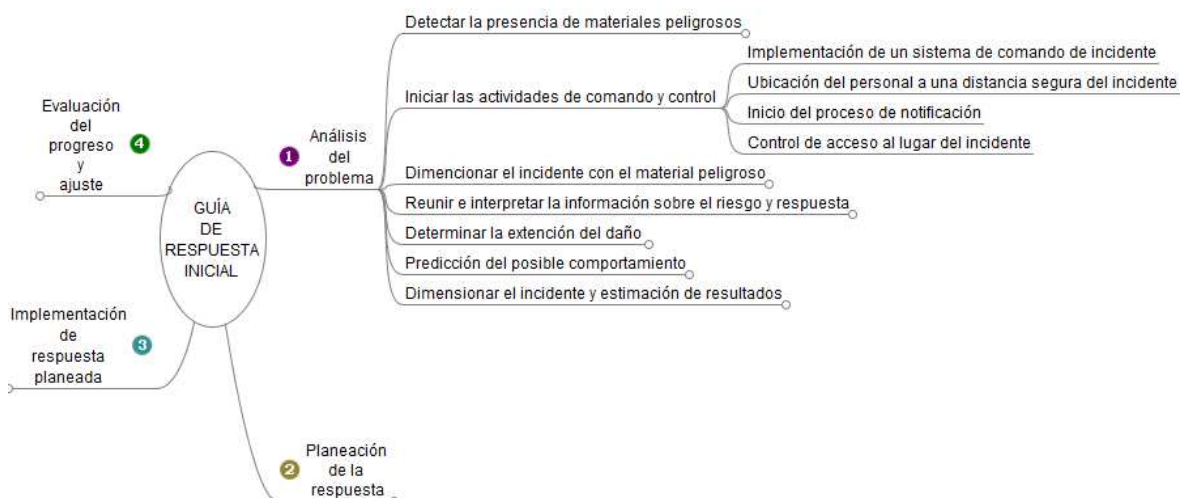 GUÍA
DE
RESPUESTA
INICIAL
1
Análisis
del
problema
Detectar la presencia de materiales peligrosos
Iniciar las actividades de comando y control
Implementación de un sistema de comando de incidente
Ubicación del personal a una distancia segura del incidente
Inicio del proceso de notificación
Control de acceso al lugar del incidente
Dimencionar el incidente con el material peligroso
Reunir e interpretar la información sobre el riesgo y respuesta
Determinar la extención del daño
Predicción del posible comportamiento
Dimensionar el incidente y estimación de resultados
2
Planeación
de la
respuesta
3
Implementación
de
respuesta
planeada
4
Evaluación
del
progreso
y
ajuste